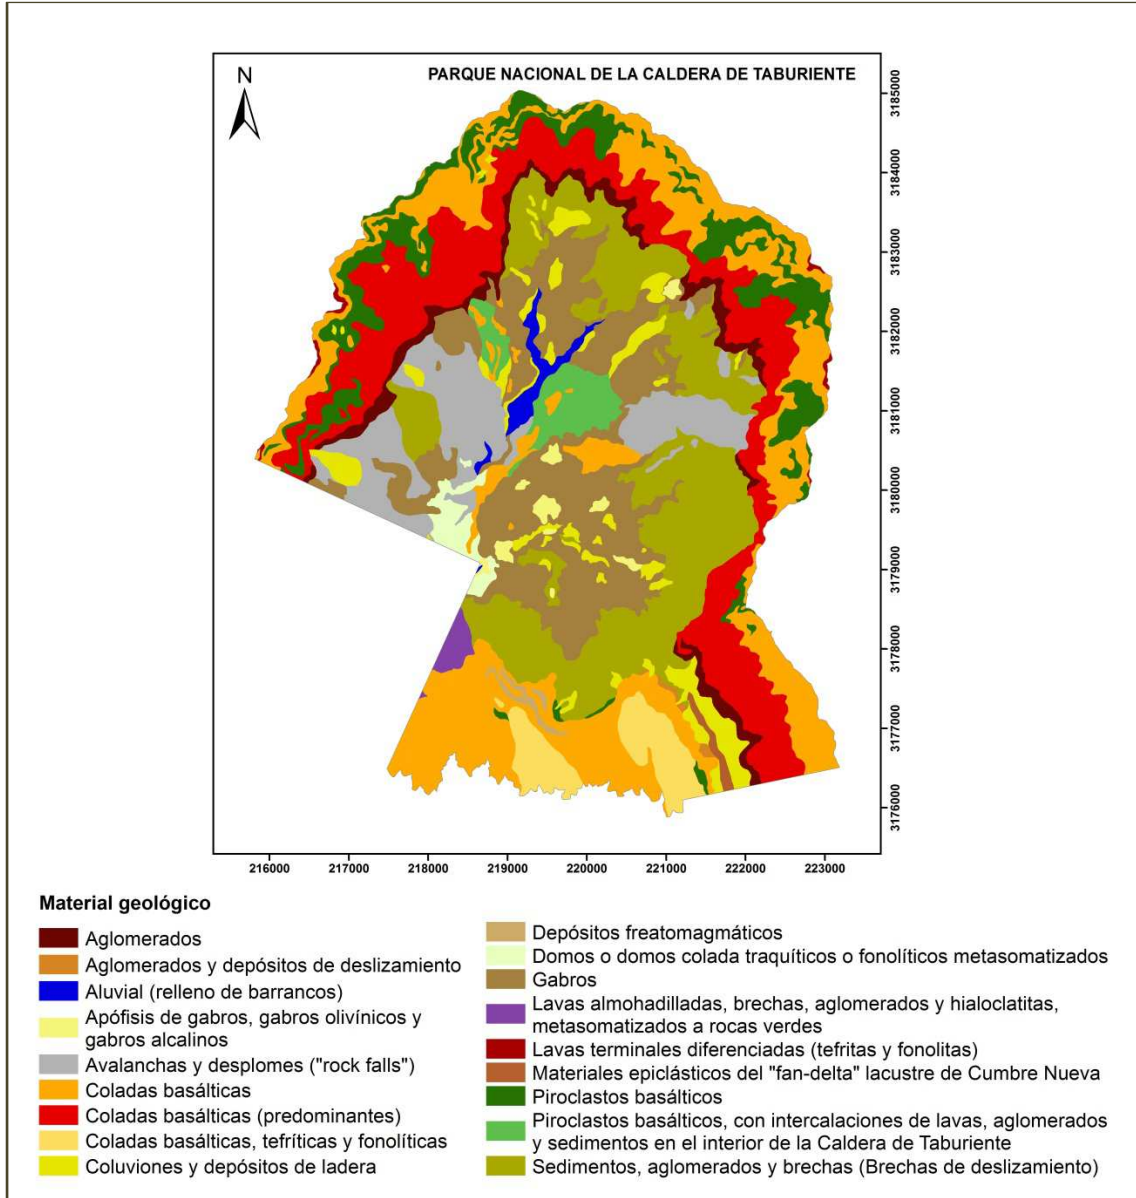 N
PARQUE NACIONAL DE LA CALDERA DE TABURIENTE
3185000
3184000
3183000
3182000
3181000
3180000
3179000
3178000
3177000
3176000
216000 217000 218000 219000 220000 221000 222000 223000
Material geológico
Aglomerados
Aglomerados y depósitos de deslizamiento
Aluvial (relleno de barrancos)
Apófisis de gabros, gabros olivínicos y
gabros alcalinos
Avalanchas y desplomes ("rock falls")
Coladas basálticas
Coladas basálticas (predominantes)
Coladas basálticas, tefríticas y fonolíticas
Coluviones y depósitos de ladera
Depósitos freatomagmáticos
Domos o domos colada traquíticos o fonolíticos metasomatizados
Gabros
Lavas almohadilladas, brechas, aglomerados y hialoclatitas,
metasomatizados a rocas verdes
Lavas terminales diferenciadas (tefritas y fonolitas)
Materiales epiclásticos del "fan-delta" lacustre de Cumbre Nueva
Piroclastos basálticos
Piroclastos basálticos, con intercalaciones de lavas, aglomerados
y sedimentos en el interior de la Caldera de Taburiente
Sedimentos, aglomerados y brechas (Brechas de deslizamiento)